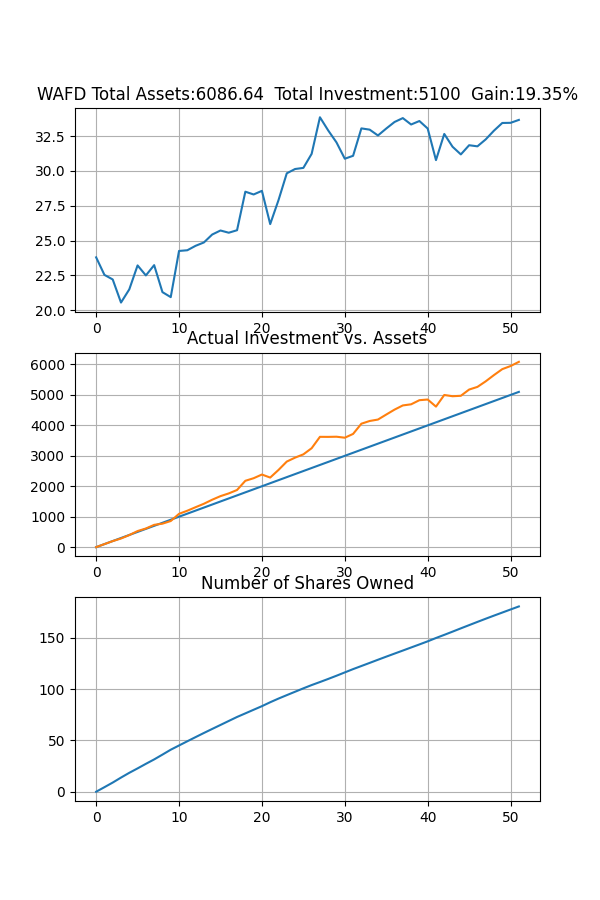 WAFD Total Assets:6086.64  Total Investment:5100  Gain:19.35%
32.5
30.0
27.5
25.0
22.5
20.0
0 10 20 30 40 50
Actual Investment vs. Assets
6000
5000
4000
3000
2000
1000
0
0 10 20 30 40 50
Number of Shares Owned
150
100
50
0
0 10 20 30 40 50